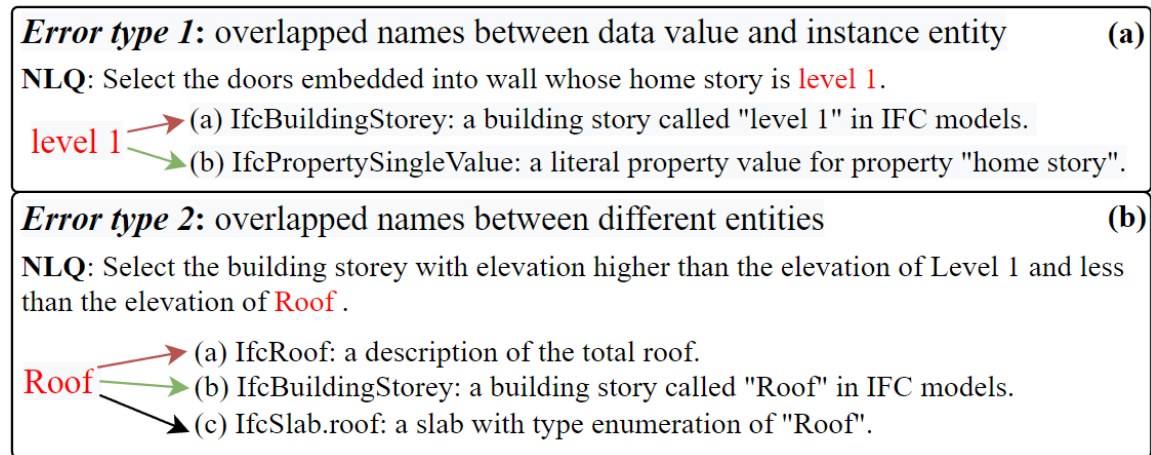 Error type 1: overlapped names between data value and instance entity (a)
NLQ: Select the doors embedded into wall whose home story is level 1.
(a) IfcBuildingStorey: a building story called "level 1" in IFC models.
level 1
(b) IfcPropertySingleValue: a literal property value for property "home story".
Error type 2: overlapped names between different entities (b)
NLQ: Select the building storey with elevation higher than the elevation of Level 1 and less
than the elevation of Roof .
(a) IfcRoof: a description of the total roof.
Roof (b) IfcBuildingStorey: a building story called "Roof" in IFC models.
(c) IfcSlab.roof: a slab with type enumeration of "Roof".